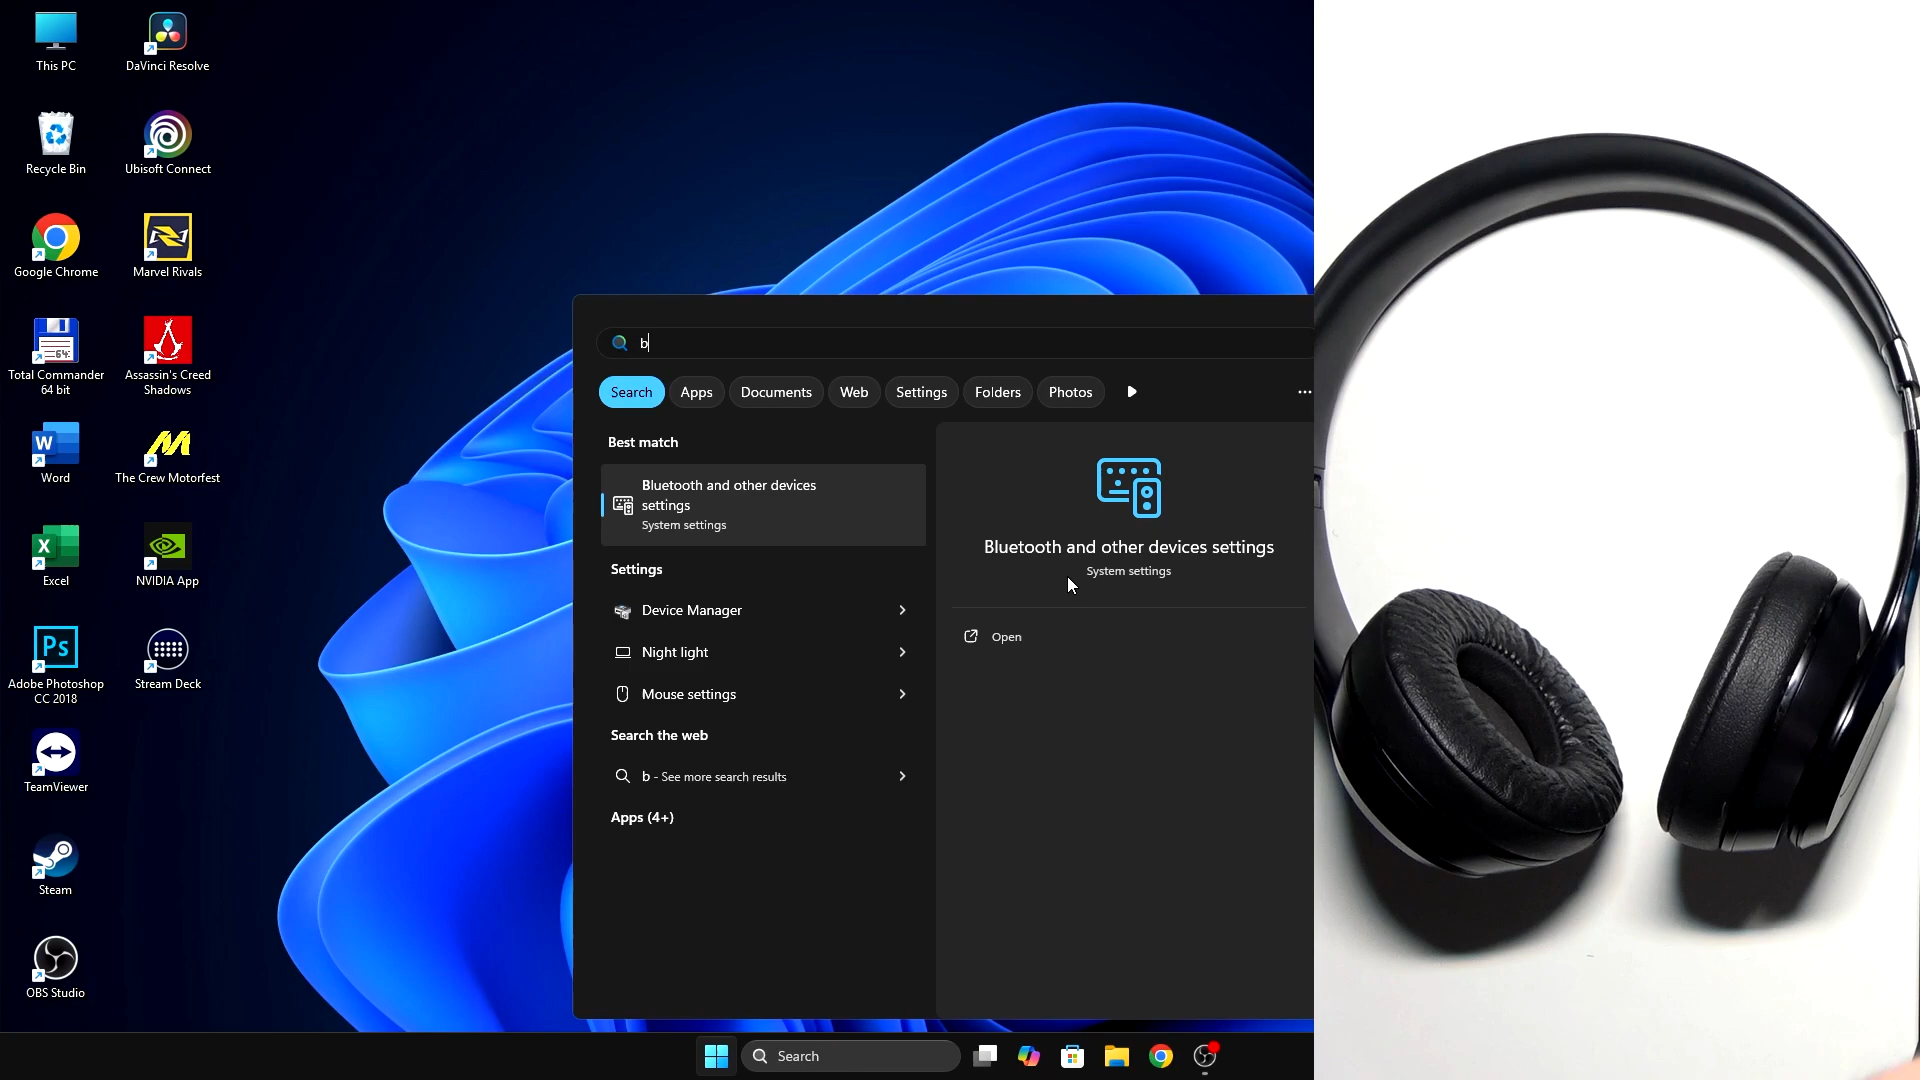 This PC
DaVinci Resolve
Recycle Bin
Ubisoft Connect
Google Chrome
Marvel Rivals
64
Total Commander
64 bit
Assassin's Creed
Shadows
W
Word
The Crew Motorfest
X
Excel
NVIDIA App
Ps
Adobe Photoshop
CC 2018
Stream Deck
TeamViewer
Steam
OBS Studio
b
Search
Apps
Documents
Web
Settings
Folders
Photos
Best match
Bluetooth and other devices
settings
System settings
Settings
Device Manager
Night light
Mouse settings
Search the web
b - See more search results
Apps (4+)
Bluetooth and other devices settings
System settings
Open
Search